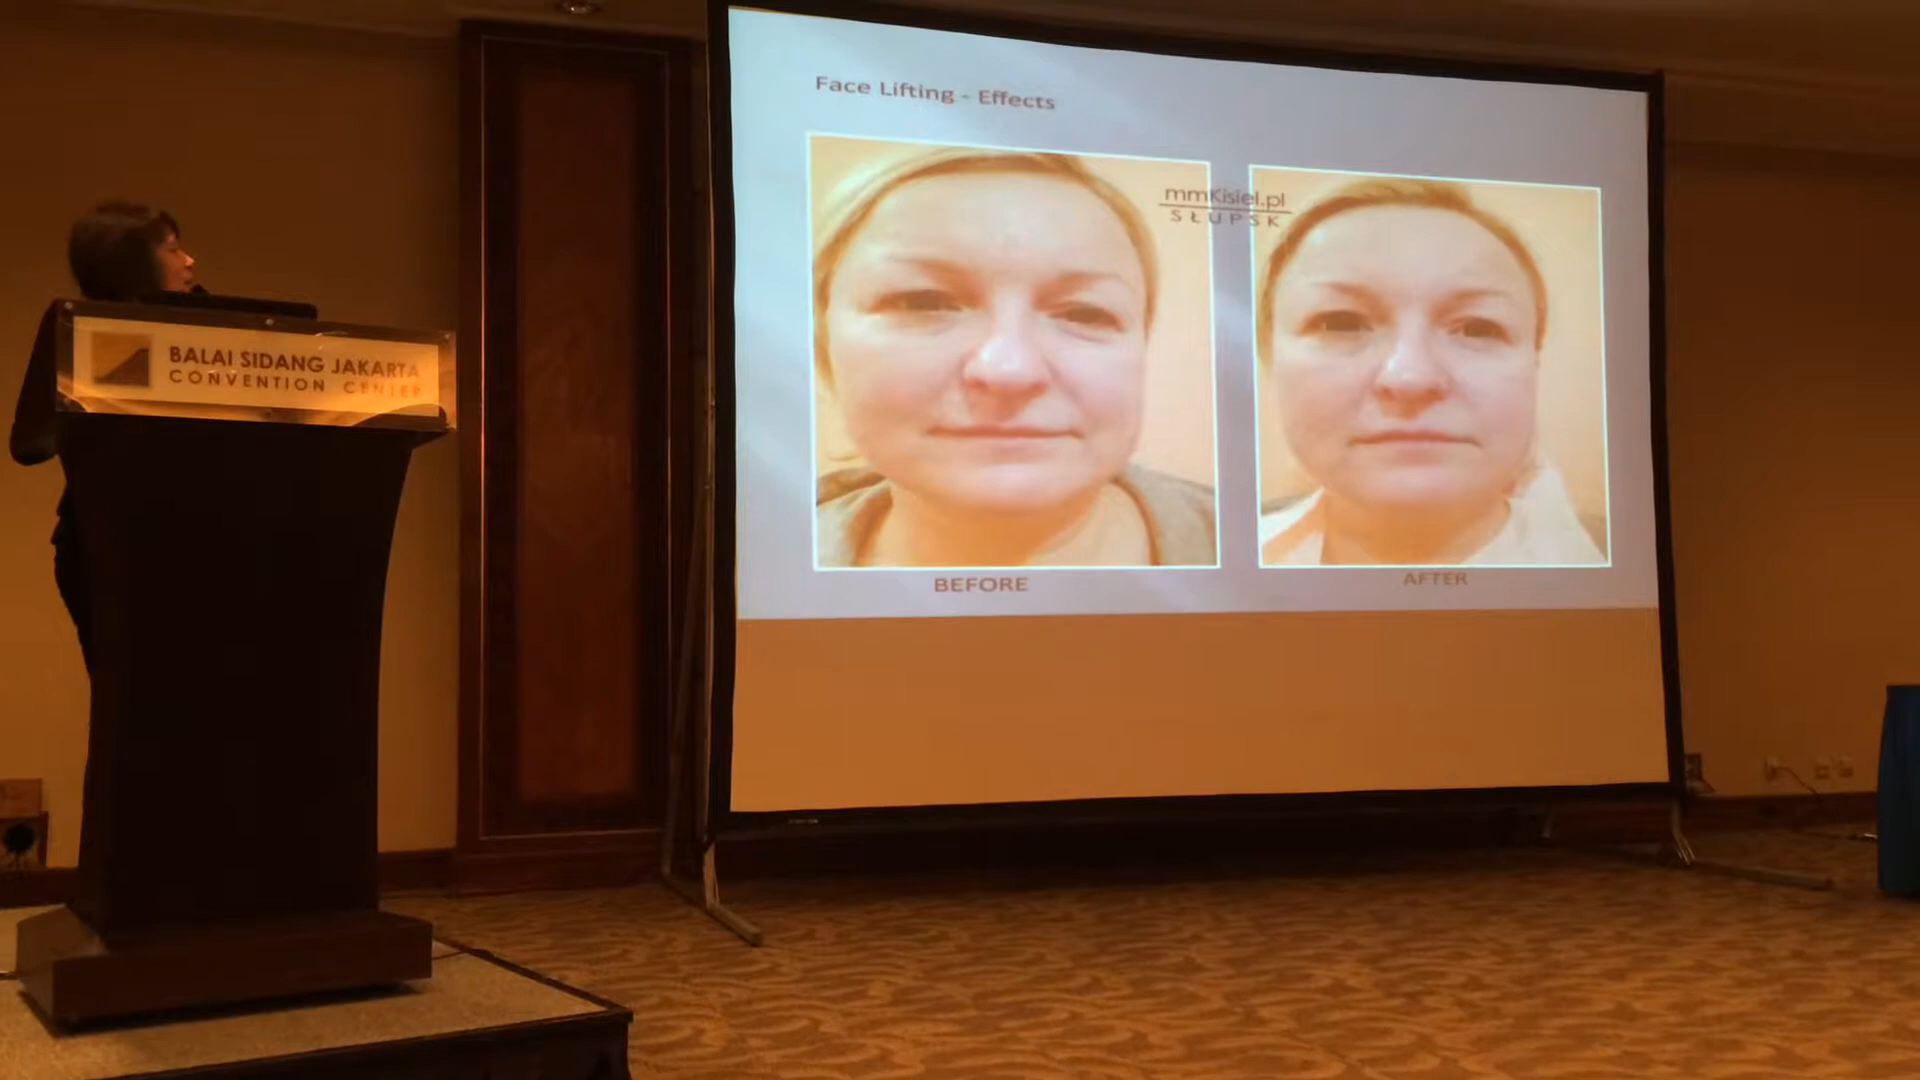 Face Lifting - Effects
mmKisiel.pl
SŁUPSK
BEFORE
AFTER
BALAI SIDANG JAKARTA
CONVENTION CENTER